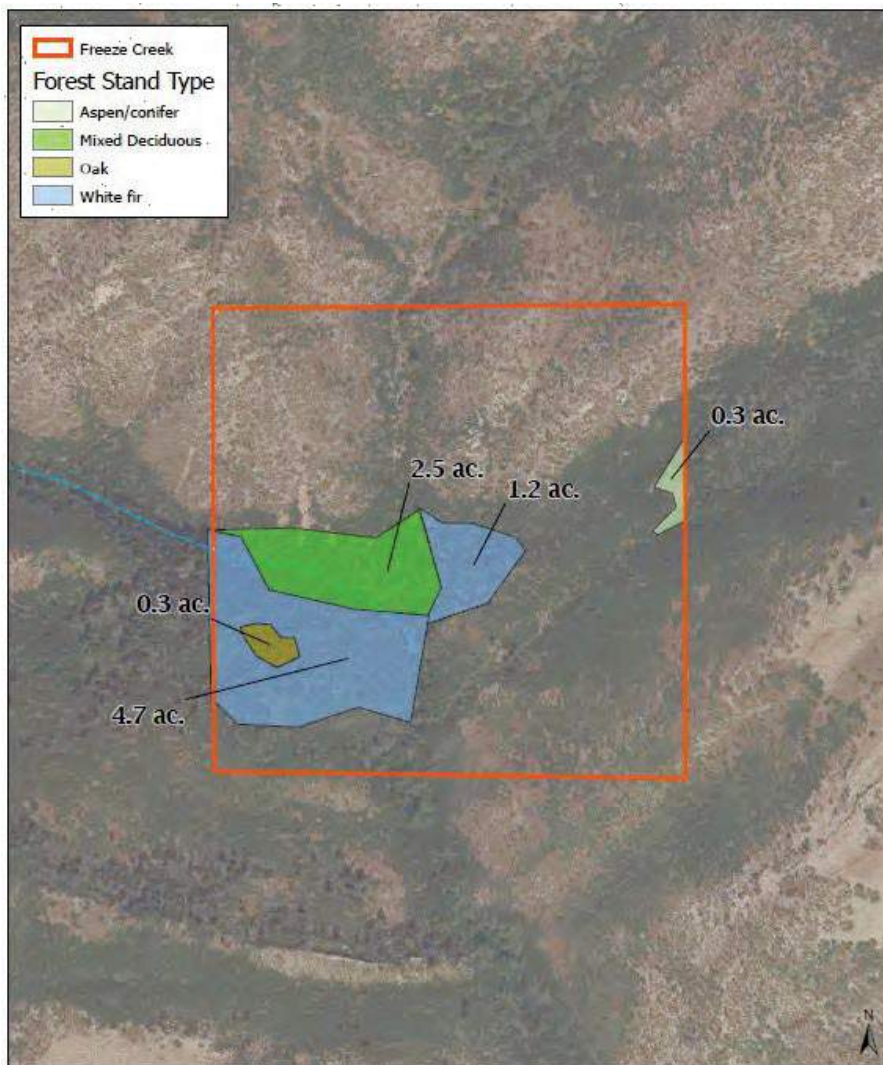 Freeze Creek
Forest Stand Type
Aspen/conifer
Mixed Deciduous
Oak
White fir
0.3 ac.
2.5 ac.
1.2 ac.
0.3 ac.
4.7 ac.
N